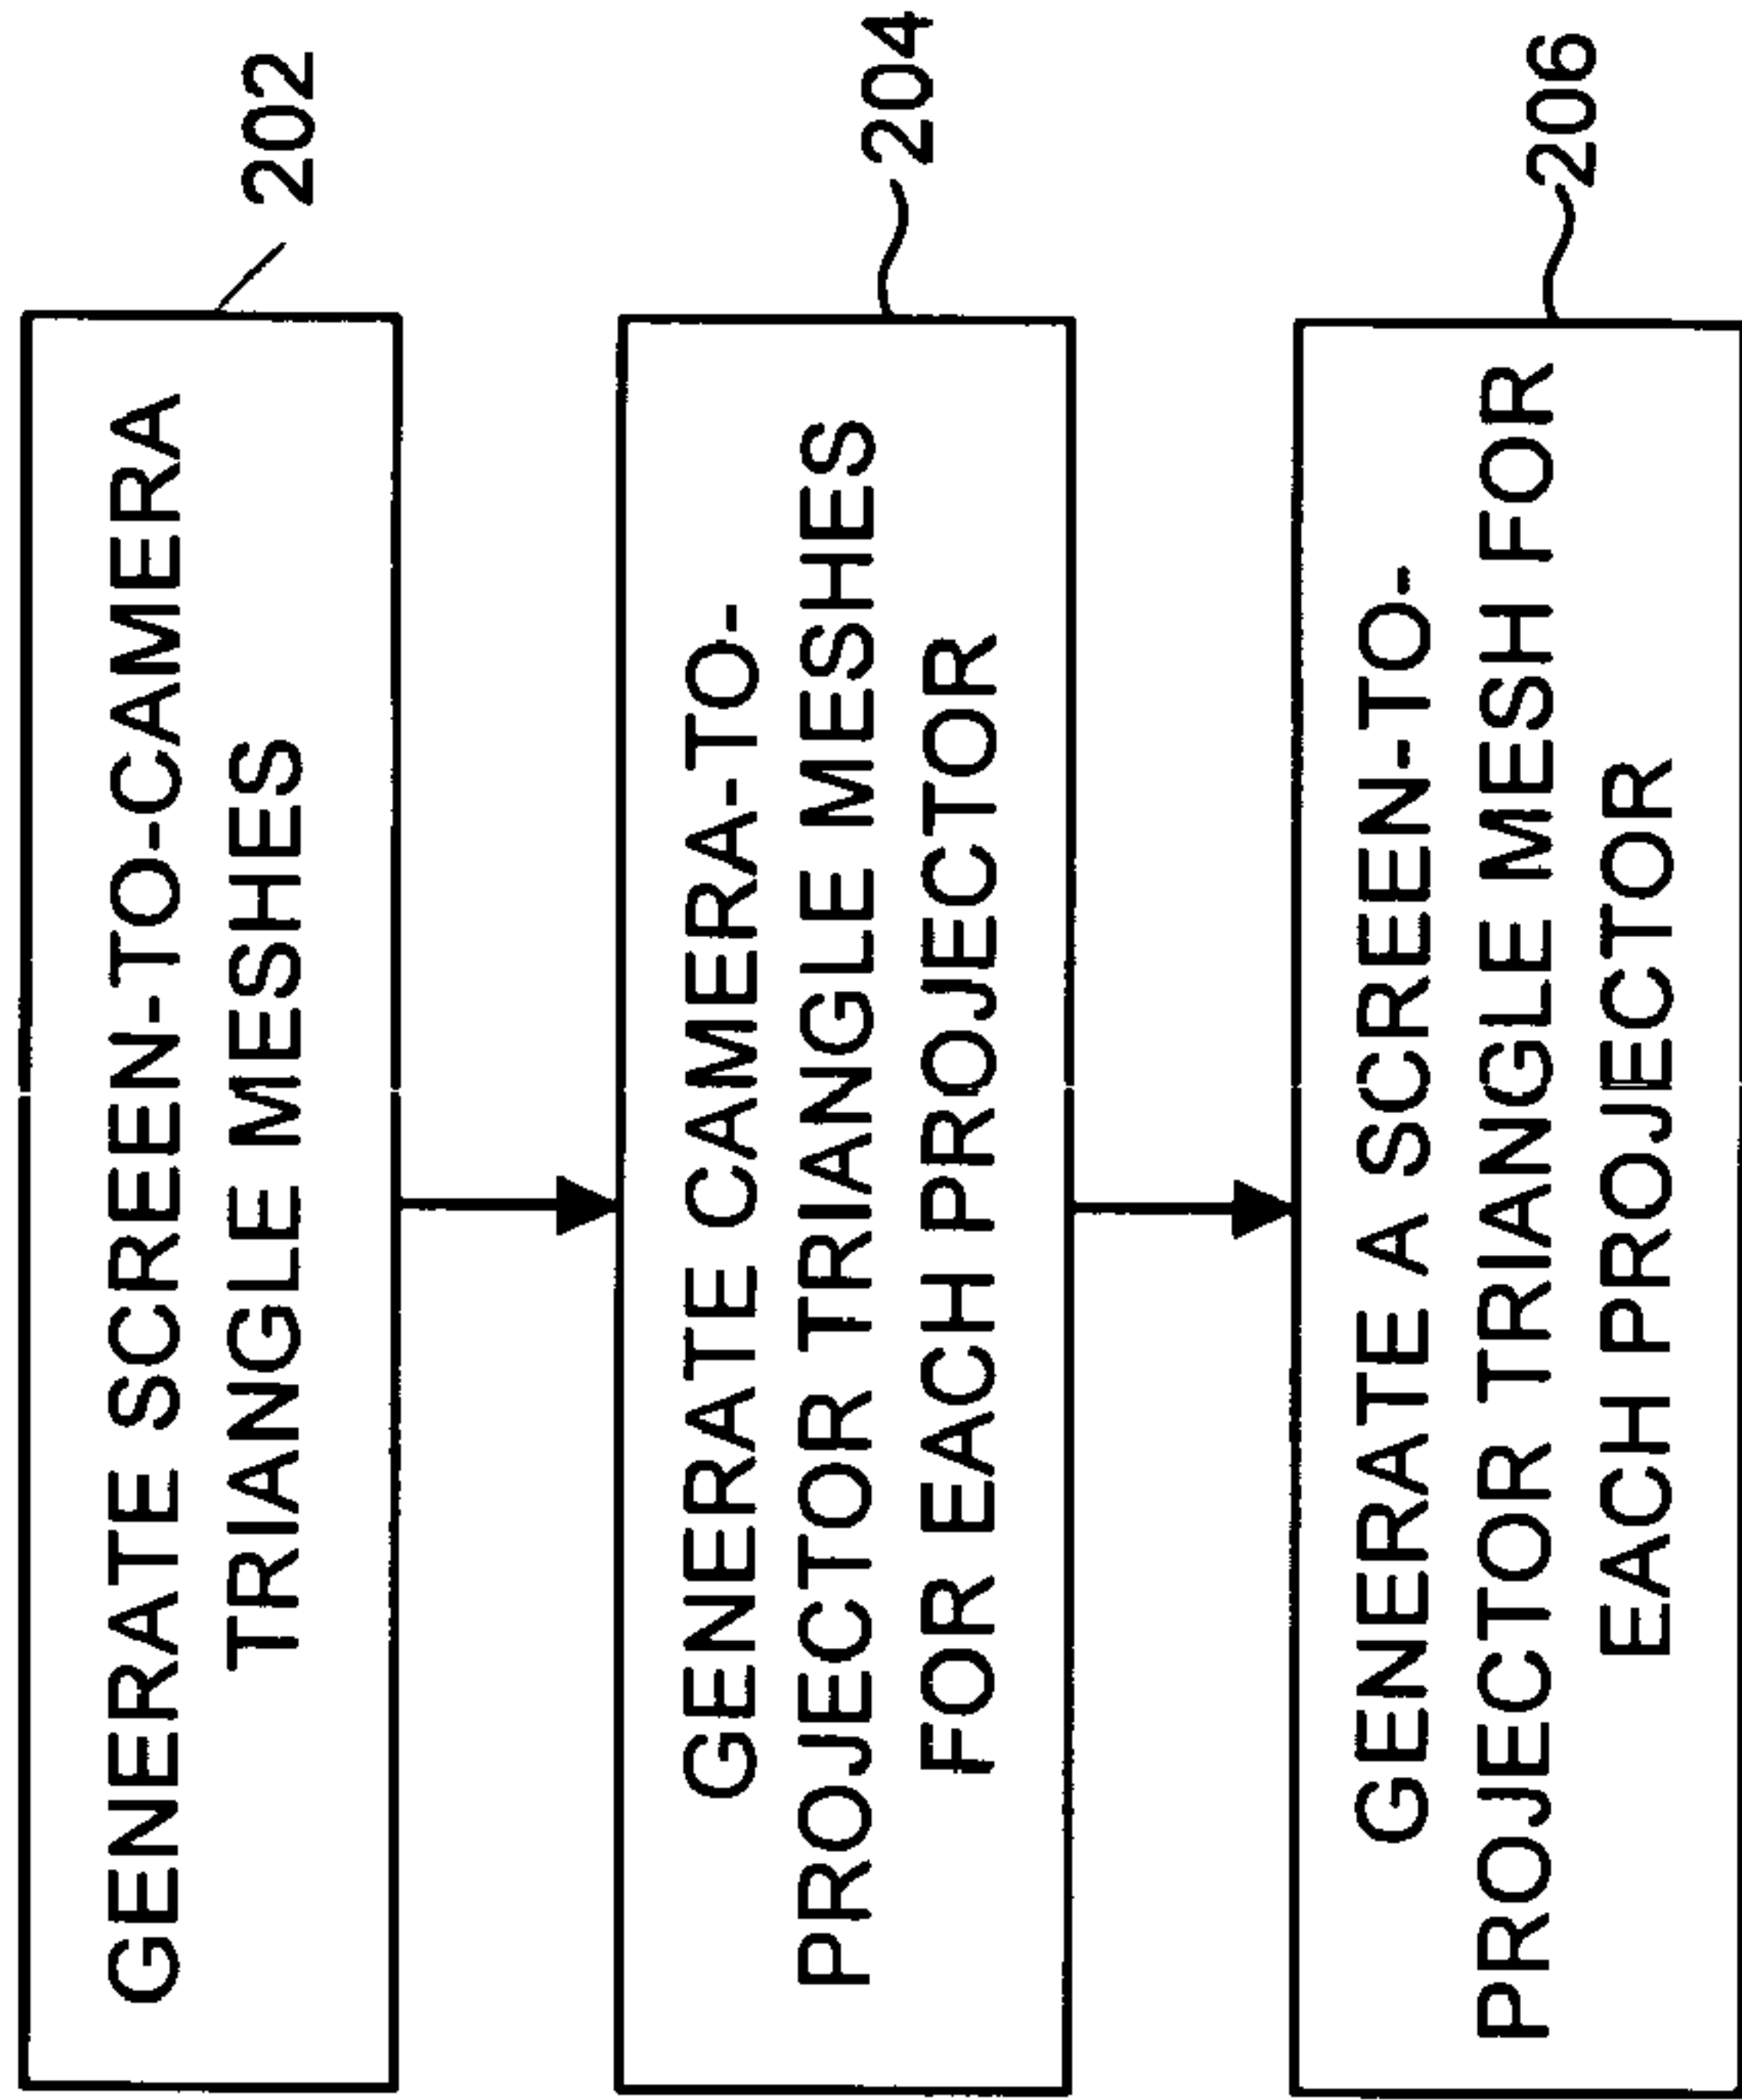 GENERATE SCREEN-TO-CAMERA
TRIANGLE MESHES
202
GENERATE CAMERA-TO-
PROJECTOR TRIANGLE MESHES
FOR EACH PROJECTOR
204
GENERATE A SCREEN-TO-
PROJECTOR TRIANGLE MESH FOR
EACH PROJECTOR
206